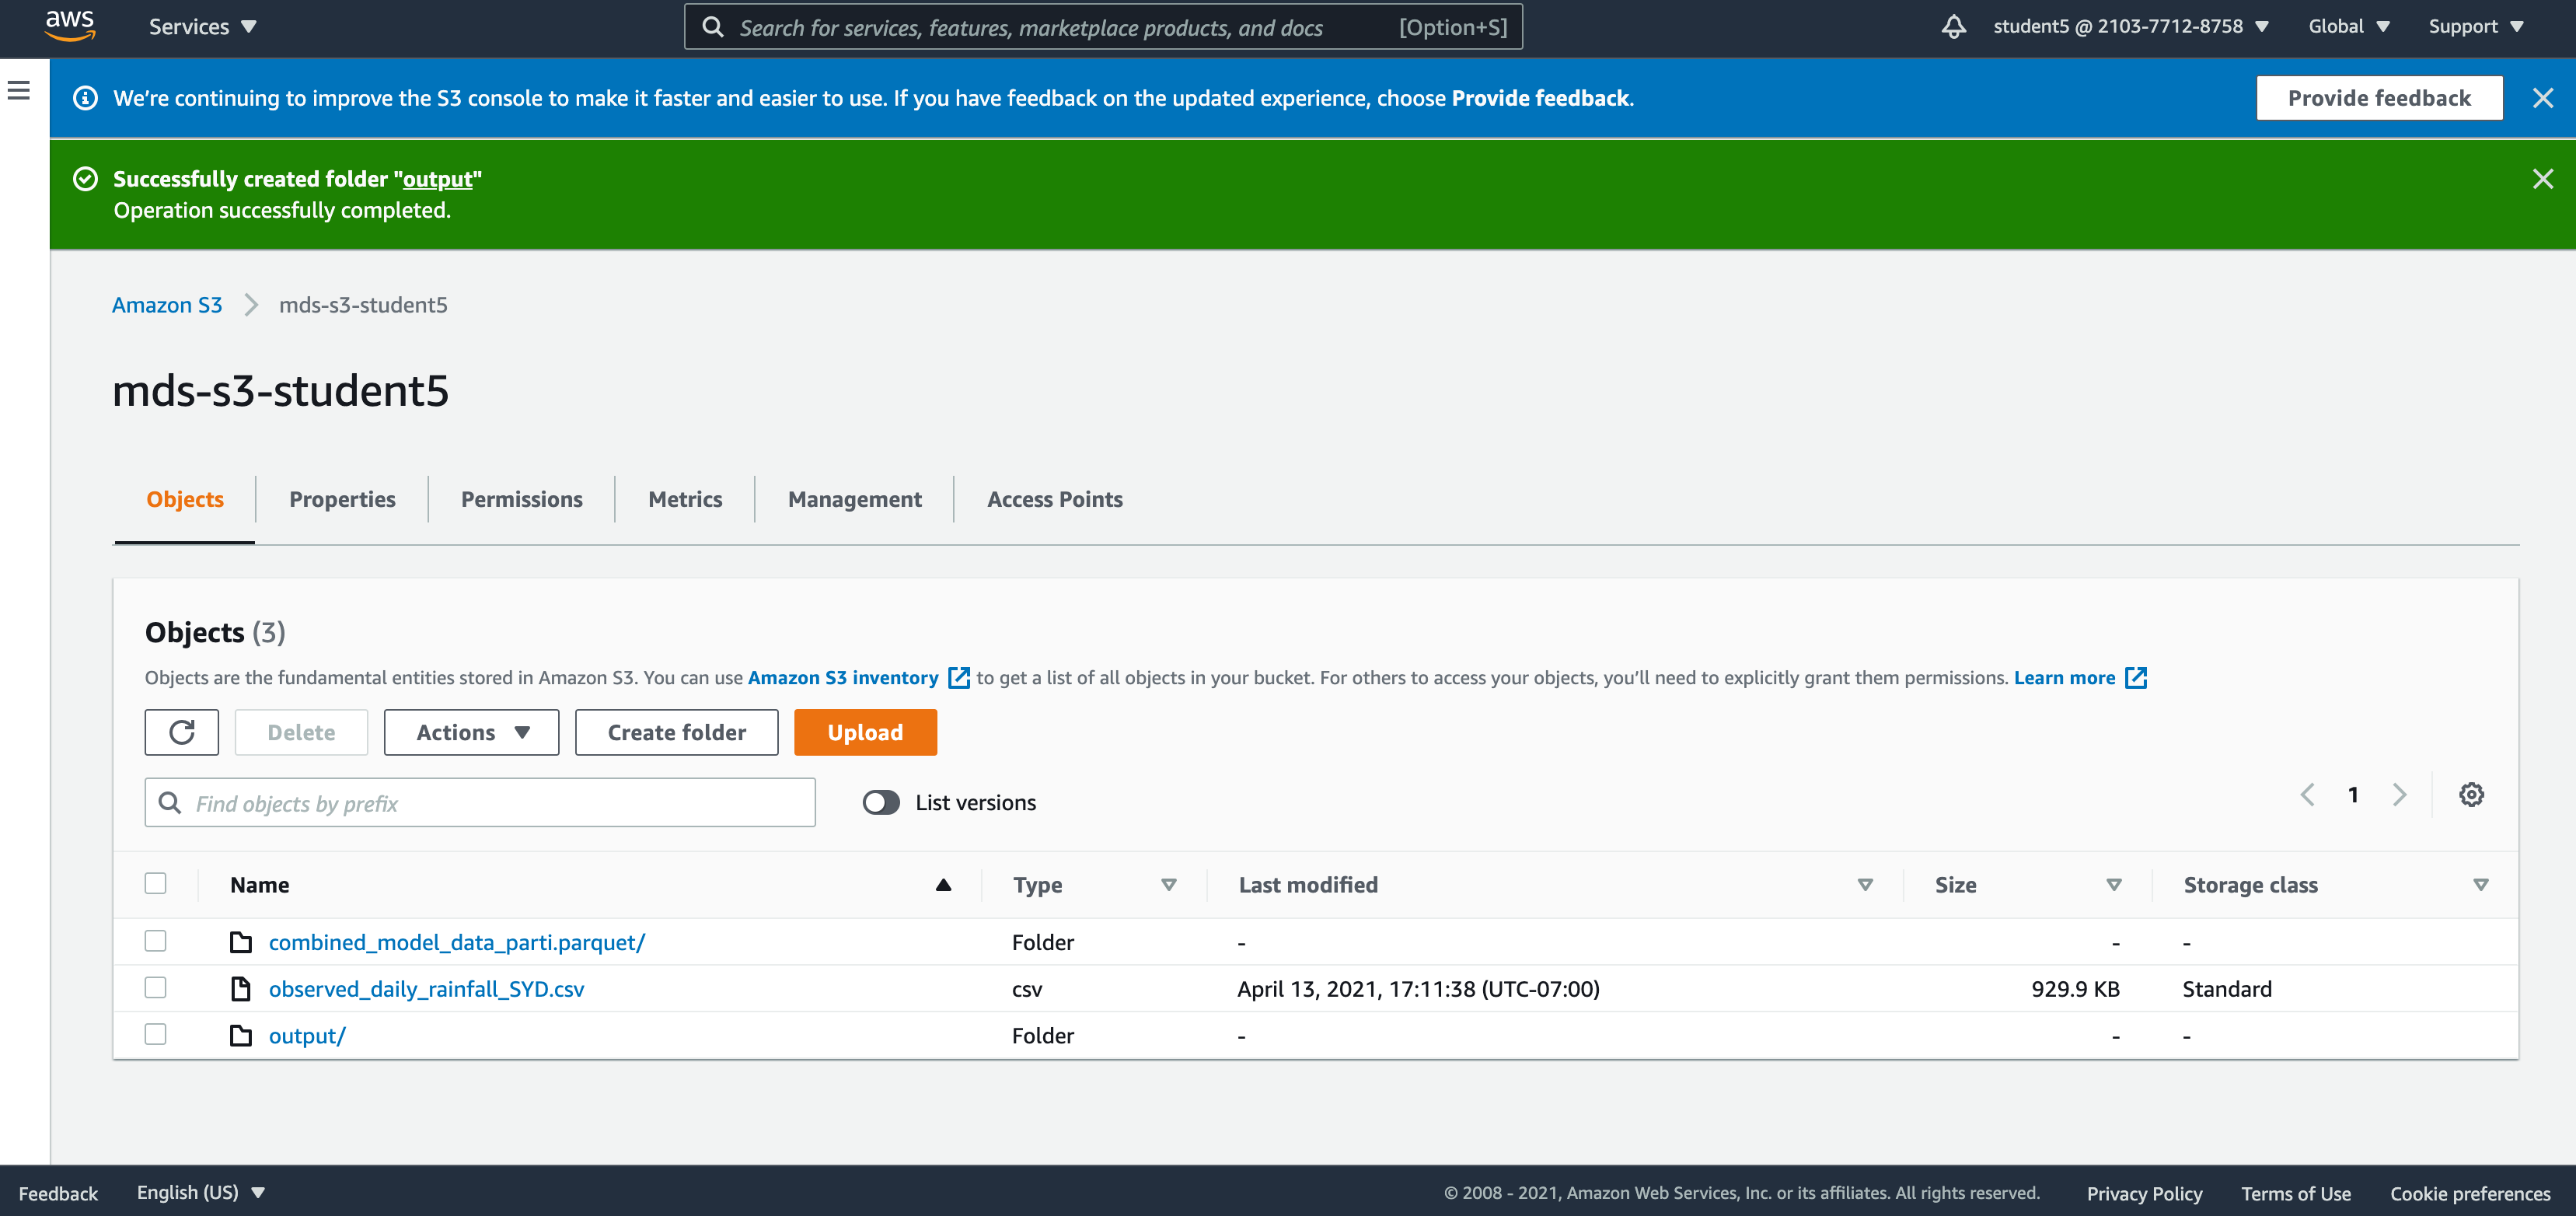 aws Services Search for services, features, marketplace products, and docs [Option+S] student5 @ 2103-7712-8758 Global Support
We're continuing to improve the S3 console to make it faster and easier to use. If you have feedback on the updated experience, choose Provide feedback. Provide feedback
Successfully created folder "output"
Operation successfully completed.
Amazon S3 mds-s3-student5
mds-s3-student5
Objects Properties Permissions Metrics Management Access Points
Objects (3)
Objects are the fundamental entities stored in Amazon S3. You can use Amazon S3 inventory to get a list of all objects in your bucket. For others to access your objects, you'll need to explicitly grant them permissions. Learn more
Delete Actions Create folder Upload
Find objects by prefix List versions 1
Name Type Last modified Size Storage class
combined_model_data_parti.parquet/ Folder - - -
observed_daily_rainfall_SYD.csv csv April 13, 2021, 17:11:38 (UTC-07:00) 929.9 KB Standard
output/ Folder - - -
Feedback English (US) © 2008 - 2021, Amazon Web Services, Inc. or its affiliates. All rights reserved. Privacy Policy Terms of Use Cookie preferences